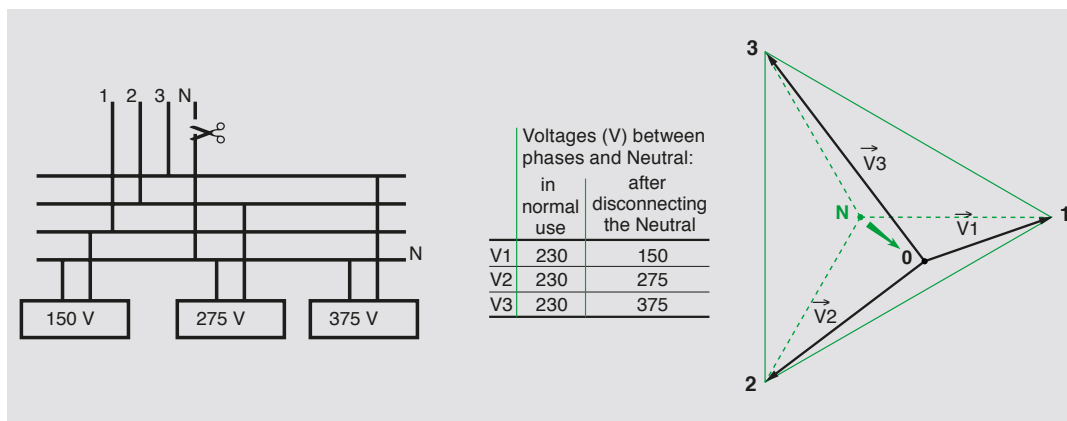 1 2 3 N
N
150 V 275 V 375 V
Voltages (V) between
phases and Neutral:
in
normal
use
after
disconnecting
the Neutral
V1 230 150
V2 230 275
V3 230 375
3
V3
N
V1
1
0
V2
2